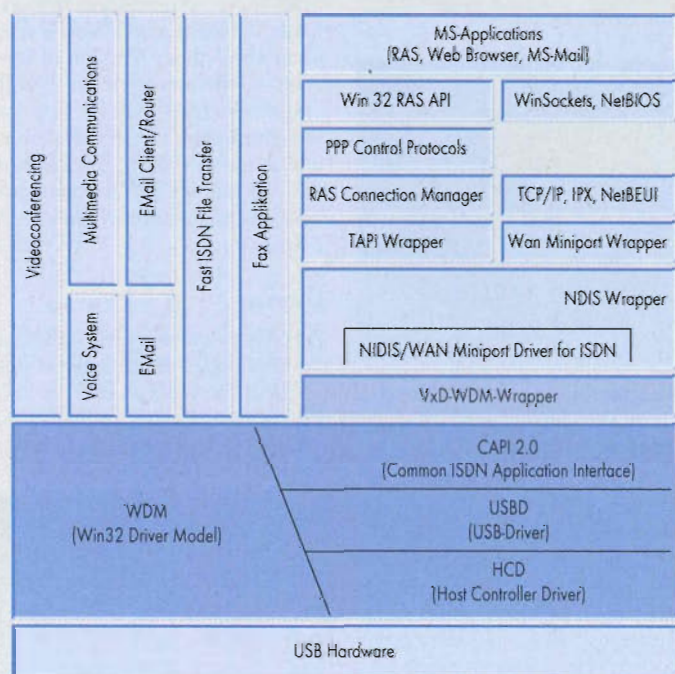 Videoconferencing
Multimedia Communications
Voice System
EMail Client/Router
EMail
Fast ISDN File Transfer
Fax Applikation
MS-Applications
(RAS, Web Browser, MS-Mail)
Win 32 RAS API
WinSockets, NetBIOS
PPP Control Protocols
RAS Connection Manager
TCP/IP, IPX, NetBEUI
TAPI Wrapper
Wan Miniport Wrapper
NDIS Wrapper
NIDIS/WAN Miniport Driver for ISDN
VxD-WDM-Wrapper
WDM
(Win32 Driver Model)
CAPI 2.0
(Common ISDN Application Interface)
USBD
(USB-Driver)
HCD
(Host Controller Driver)
USB Hardware